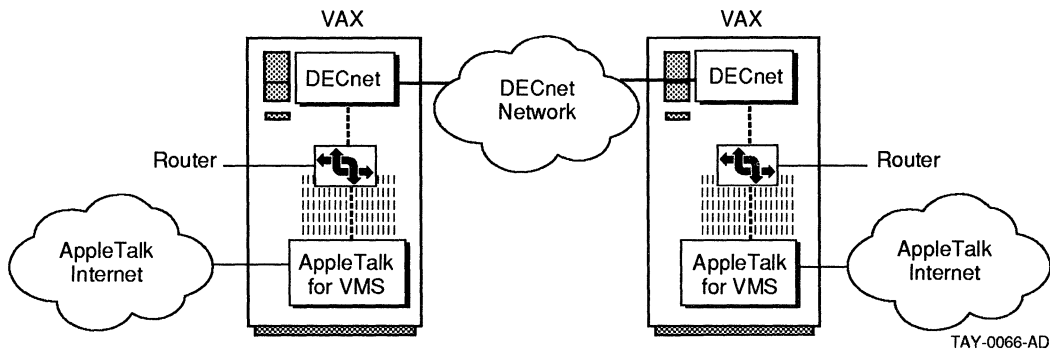 VAX
VAX
DECnet
DECnet
Network
DECnet
Router
Router
AppleTalk
Internet
AppleTalk
for VMS
AppleTalk
for VMS
AppleTalk
Internet
TAY-0066-AD